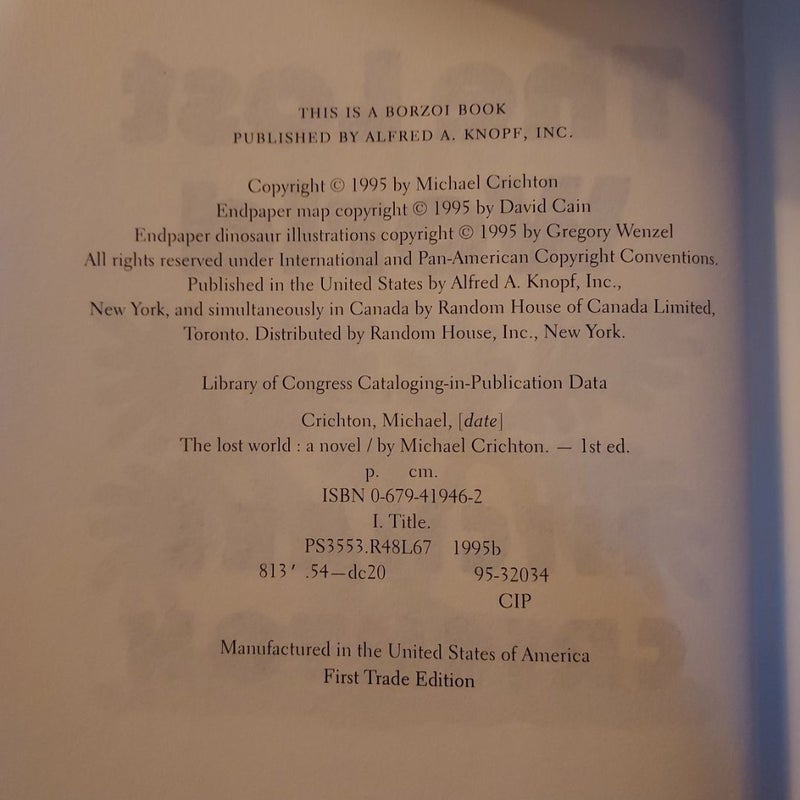 THIS IS A BORZOI BOOK
PUBLISHED BY ALFRED A. KNOPF, INC.
Copyright © 1995 by Michael Crichton
Endpaper map copyright © 1995 by David Cain
Endpaper dinosaur illustrations copyright © 1995 by Gregory Wenzel
All rights reserved under International and Pan-American Copyright Conventions.
Published in the United States by Alfred A. Knopf, Inc.,
New York, and simultaneously in Canada by Random House of Canada Limited,
Toronto. Distributed by Random House, Inc., New York.
Library of Congress Cataloging-in-Publication Data
Crichton, Michael, [date]
The lost world : a novel / by Michael Crichton. — 1st ed.
p. cm.
ISBN 0-679-41946-2
I. Title.
PS3553.R48L67 1995b
813′ .54—dc20 95-32034
CIP
Manufactured in the United States of America
First Trade Edition